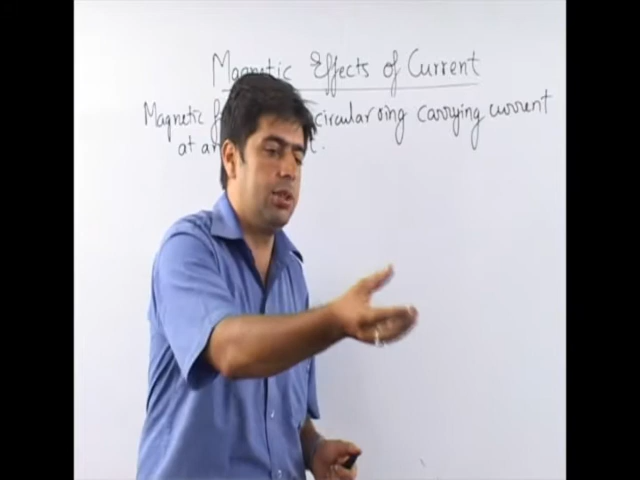 Magnetic Effects of Current
Magnetic circular ring carrying current
at